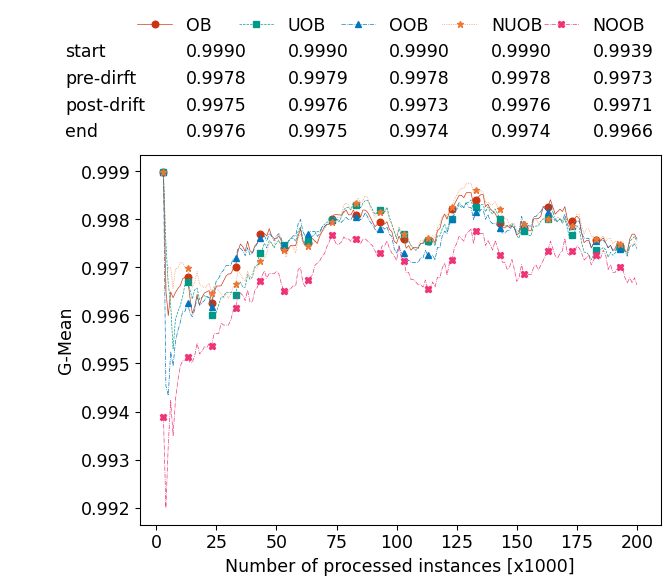 OB UOB OOB NUOB NOOB
start 0.9990 0.9990 0.9990 0.9990 0.9939
pre-dirft 0.9978 0.9979 0.9978 0.9978 0.9973
post-drift 0.9975 0.9976 0.9973 0.9976 0.9971
end 0.9976 0.9975 0.9974 0.9974 0.9966
0.999
0.998
0.997
0.996
0.995
0.994
0.993
0.992
G-Mean
0 25 50 75 100 125 150 175 200
Number of processed instances [x1000]